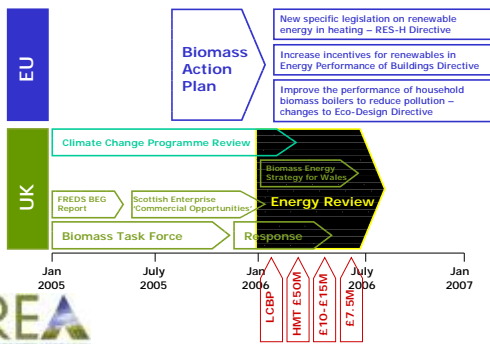 EU
Biomass
Action
Plan
New specific legislation on renewable
energy in heating – RES-H Directive
Increase incentives for renewables in
Energy Performance of Buildings Directive
Improve the performance of household
biomass boilers to reduce pollution –
changes to Eco-Design Directive
UK
Climate Change Programme Review
Biomass Energy
Strategy for Wales
FREDS BEG
Report
Scottish Enterprise
'Commercial Opportunities'
Energy Review
Biomass Task Force
Response
Jan
2005
July
2005
Jan
2006
July
2006
Jan
2007
LCBP
HMT £50M
£10-£15M
£7.5M
REA